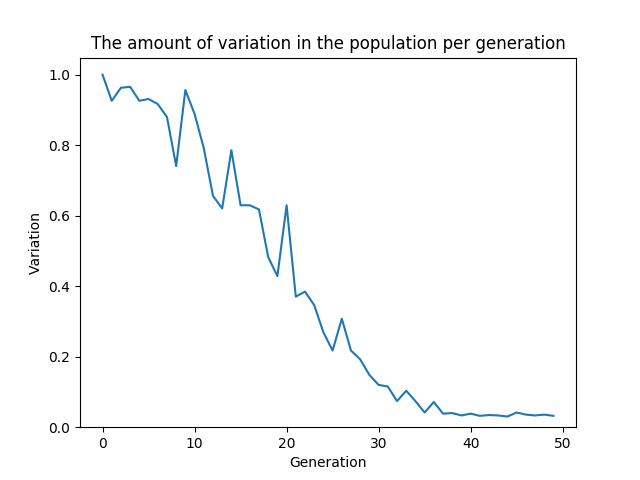 The amount of variation in the population per generation
1.0
0.8
0.6
0.4
0.2
0.0
Variation
0 10 20 30 40 50
Generation